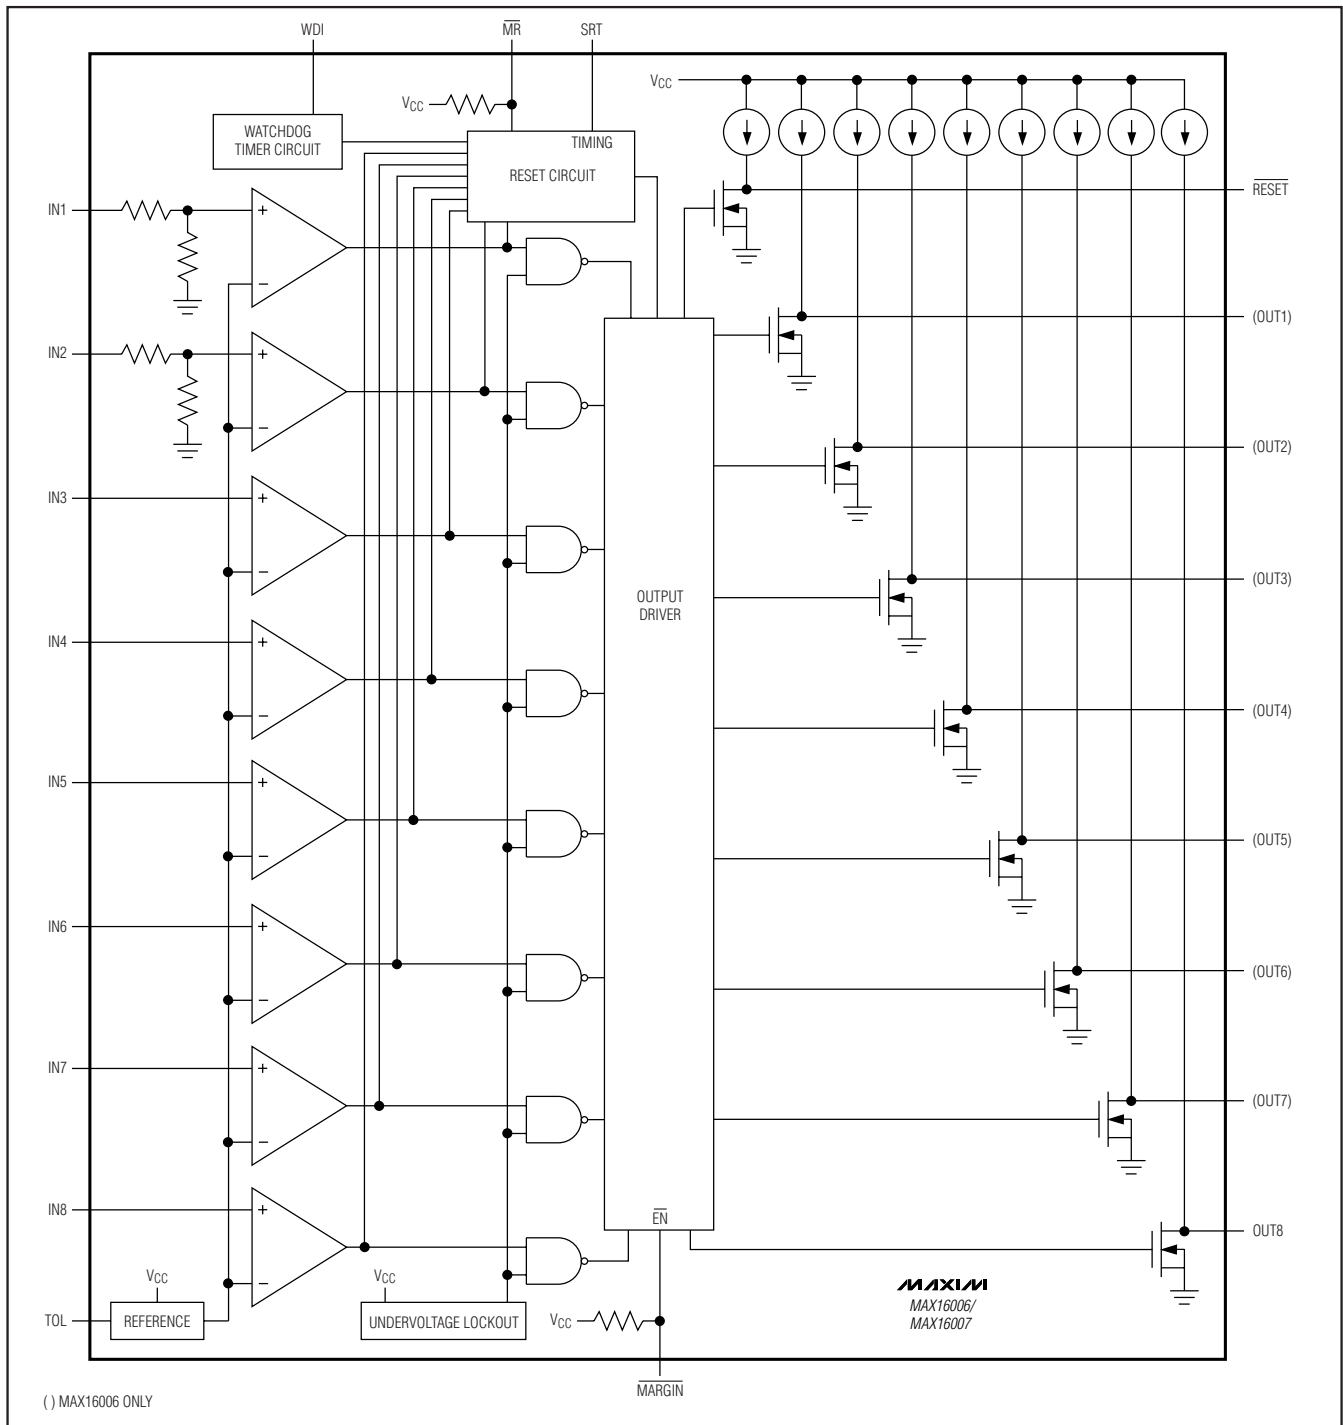 WDI
MR
SRT
VCC
VCC
WATCHDOG
TIMER CIRCUIT
TIMING
RESET CIRCUIT
RESET
IN1
+
−
(OUT1)
IN2
+
−
(OUT2)
IN3
+
−
(OUT3)
OUTPUT
DRIVER
IN4
+
−
(OUT4)
IN5
+
−
(OUT5)
IN6
+
−
(OUT6)
IN7
+
−
(OUT7)
IN8
+
−
EN
OUT8
VCC
VCC
TOL
REFERENCE
UNDERVOLTAGE LOCKOUT
VCC
MAXIM
MAX16006/
MAX16007
MARGIN
( ) MAX16006 ONLY